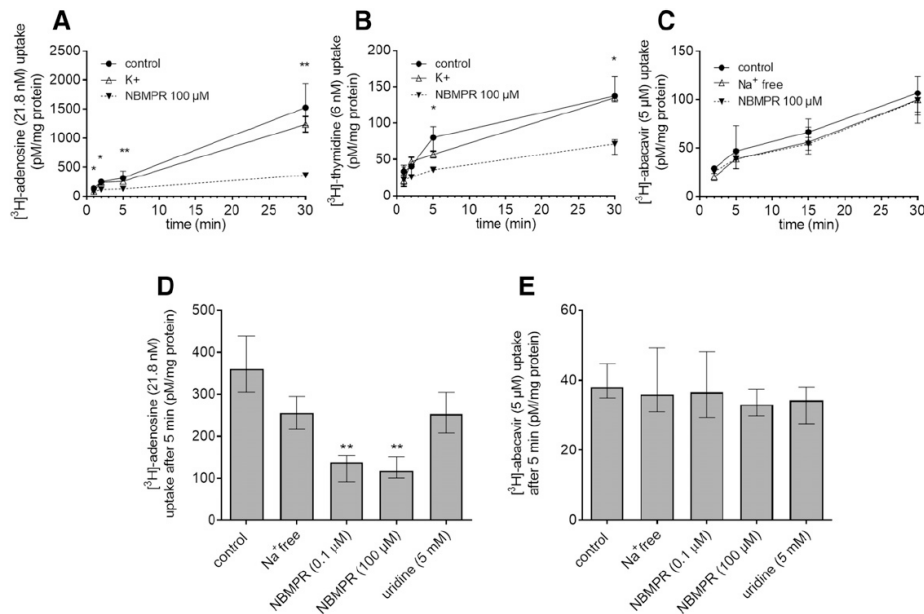 A
[³H]-adenosine (21.8 nM) uptake
(pM/mg protein)
2500
2000
1500
1000
500
0
control
K+
NBMPR 100 µM
*
*
**
**
0 5 10 15 20 25 30
time (min)
B
[³H]-thymidine (6 nM) uptake
(pM/mg protein)
200
150
100
50
0
control
K+
NBMPR 100 µM
*
*
0 5 10 15 20 25 30
time (min)
C
[³H]-abacavir (5 µM) uptake
(pM/mg protein)
150
100
50
0
control
Na⁺ free
NBMPR 100 µM
0 5 10 15 20 25 30
time (min)
D
[³H]-adenosine (21.8 nM)
uptake after 5 min (pM/mg protein)
500
400
300
200
100
0
**
**
control
Na⁺free
NBMPR (0.1 µM)
NBMPR (100 µM)
uridine (5 mM)
E
[³H]-abacavir (5 µM) uptake
after 5 min (pM/mg protein)
60
40
20
0
control
Na⁺free
NBMPR (0.1 µM)
NBMPR (100 µM)
uridine (5 mM)